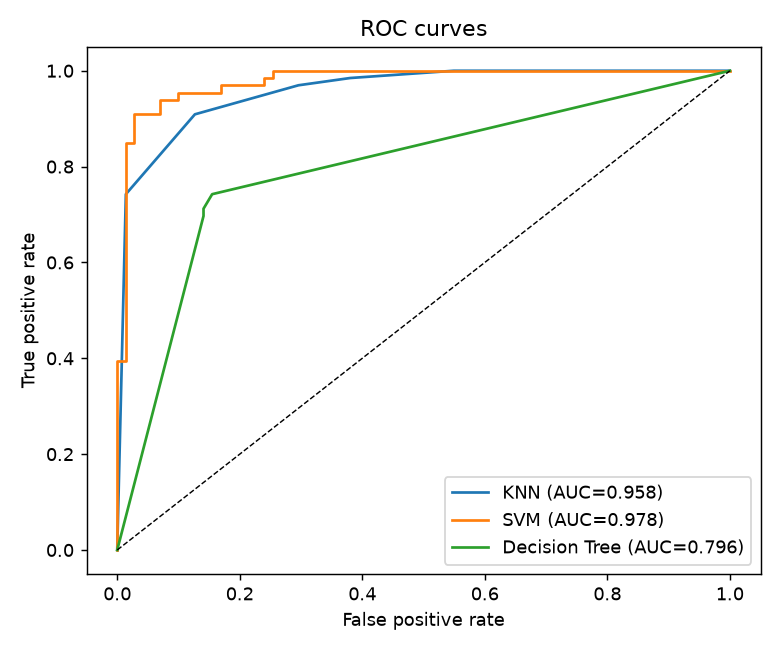 ROC curves
True positive rate
1.0
0.8
0.6
0.4
0.2
0.0
KNN (AUC=0.958)
SVM (AUC=0.978)
Decision Tree (AUC=0.796)
0.0 0.2 0.4 0.6 0.8 1.0
False positive rate